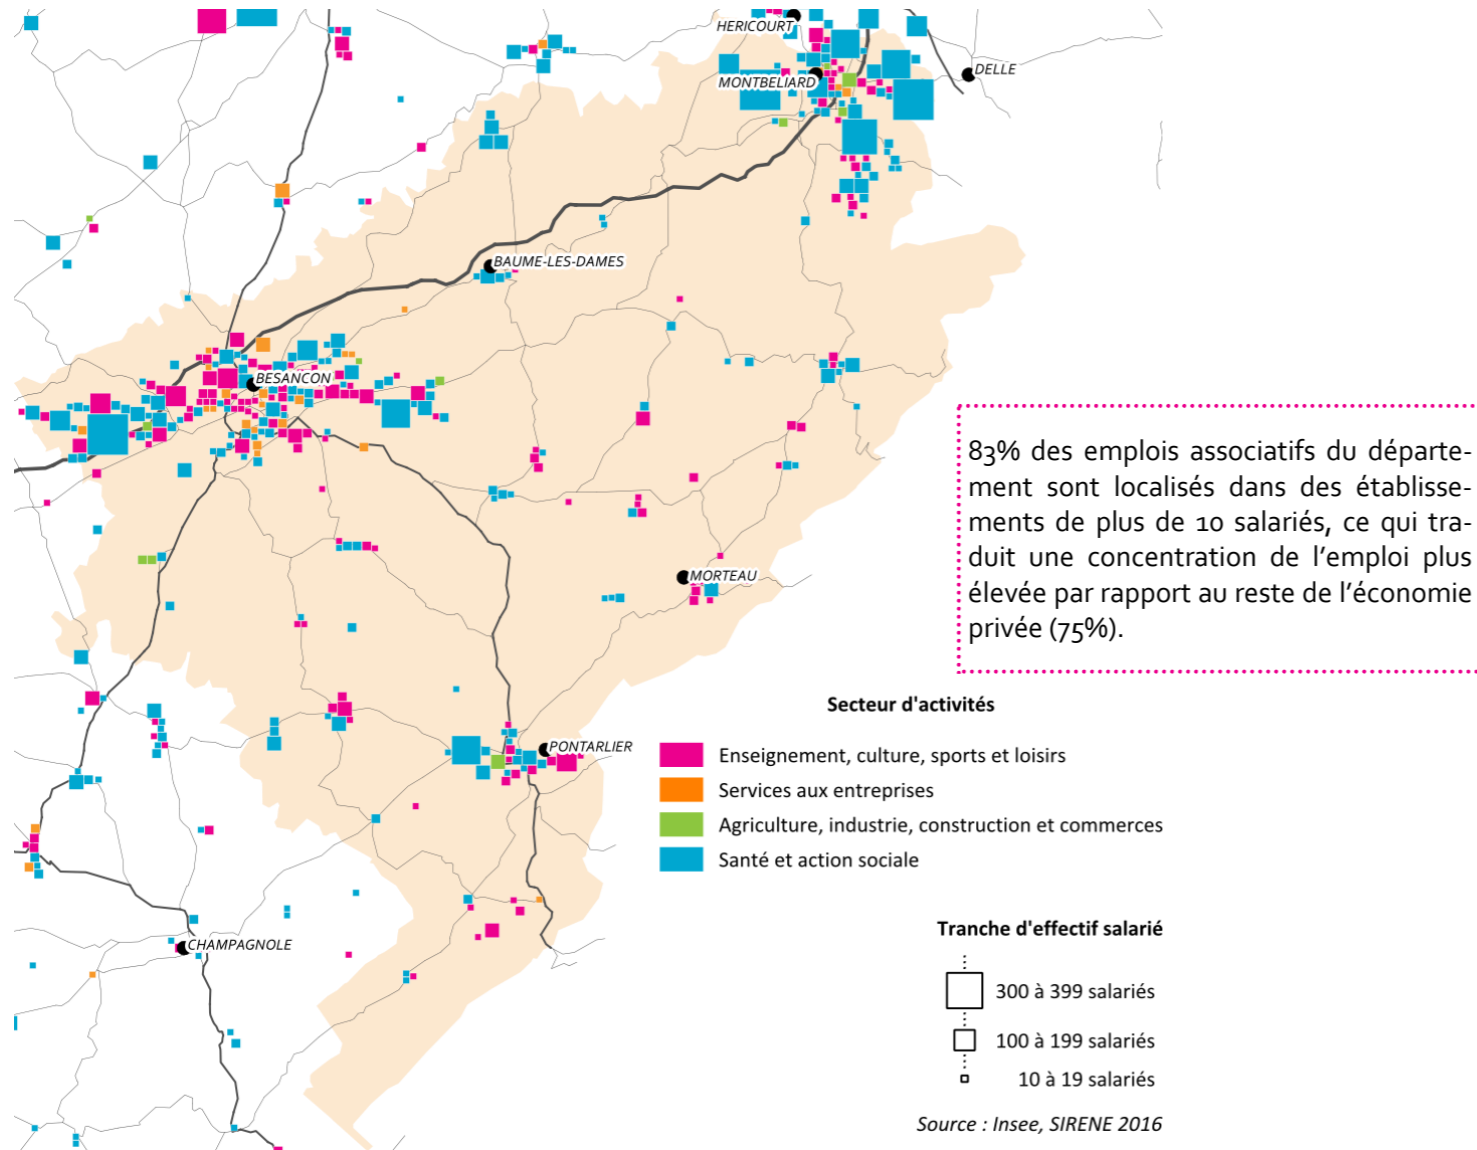 HERICOURT
DELLE
MONTBELIARD
BAUME-LES-DAMES
BESANCON
83% des emplois associatifs du départe-
ment sont localisés dans des établisse-
ments de plus de 10 salariés, ce qui tra-
duit une concentration de l'emploi plus
élevée par rapport au reste de l'économie
privée (75%).
MORTEAU
PONTARLIER
CHAMPAGNOLE
Secteur d'activités
Enseignement, culture, sports et loisirs
Services aux entreprises
Agriculture, industrie, construction et commerces
Santé et action sociale
Tranche d'effectif salarié
300 à 399 salariés
100 à 199 salariés
10 à 19 salariés
Source : Insee, SIRENE 2016